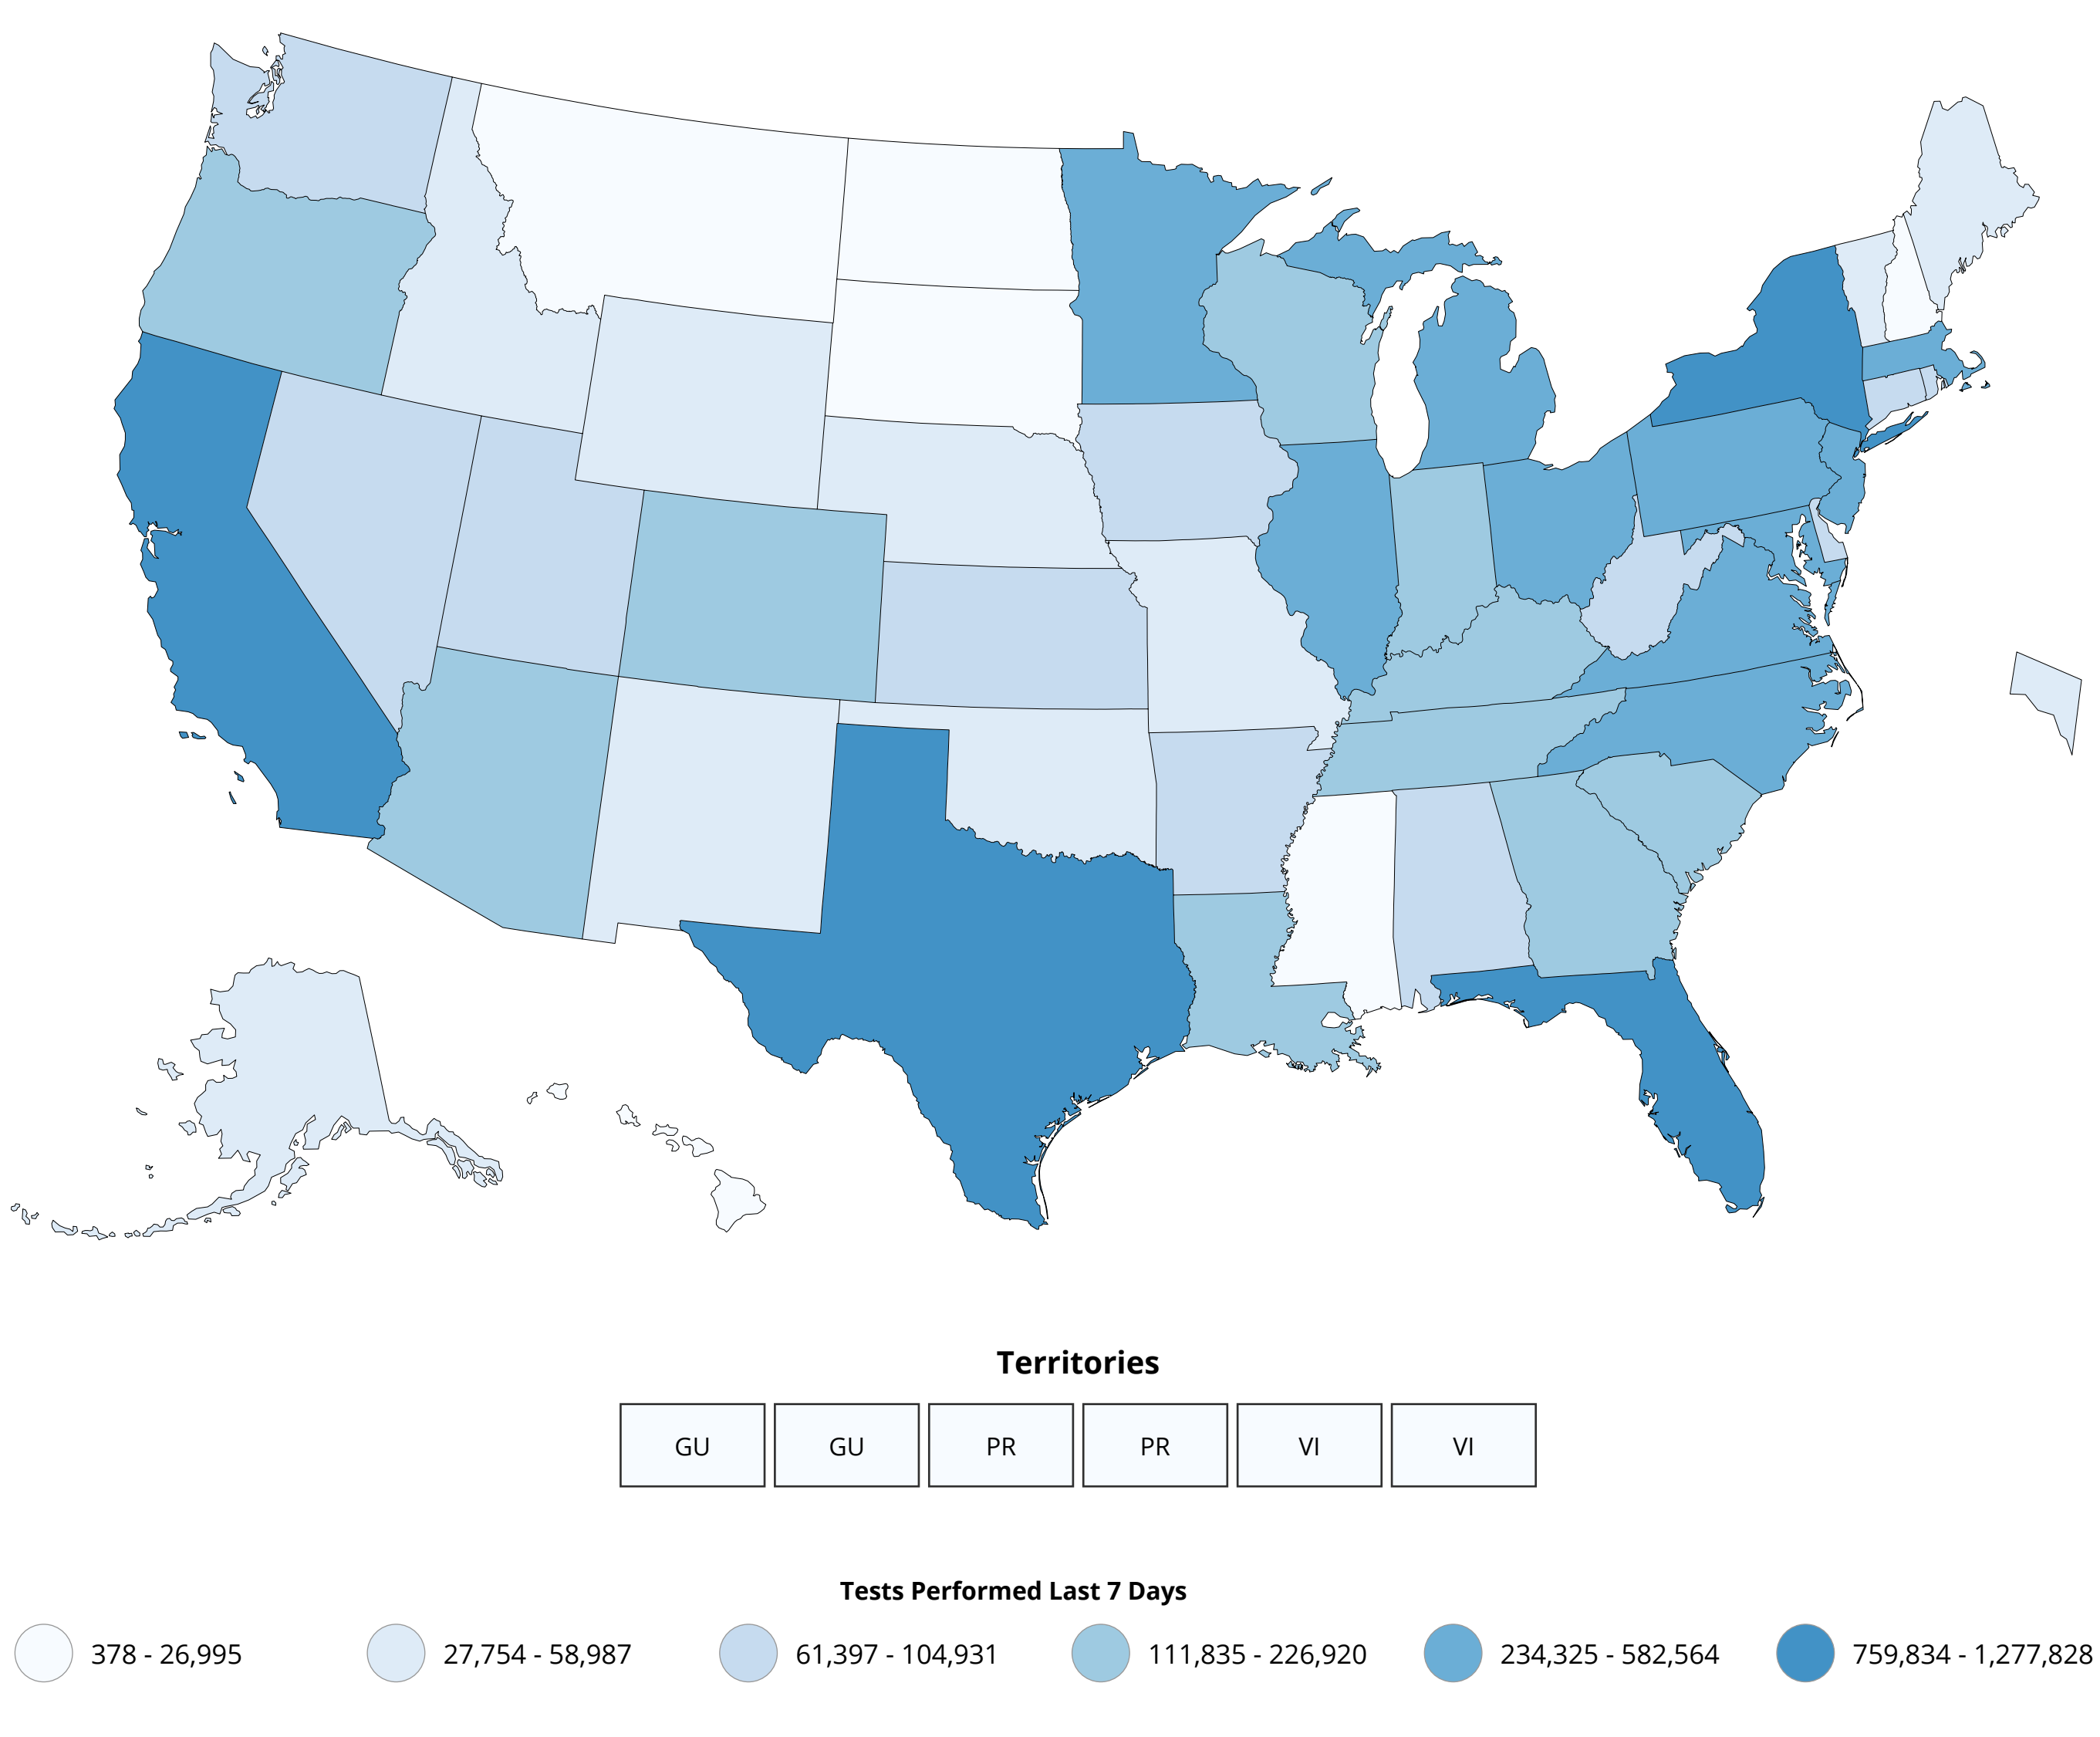 Territories
GU GU PR PR VI VI
Tests Performed Last 7 Days
378 - 26,995 27,754 - 58,987 61,397 - 104,931 111,835 - 226,920 234,325 - 582,564 759,834 - 1,277,828